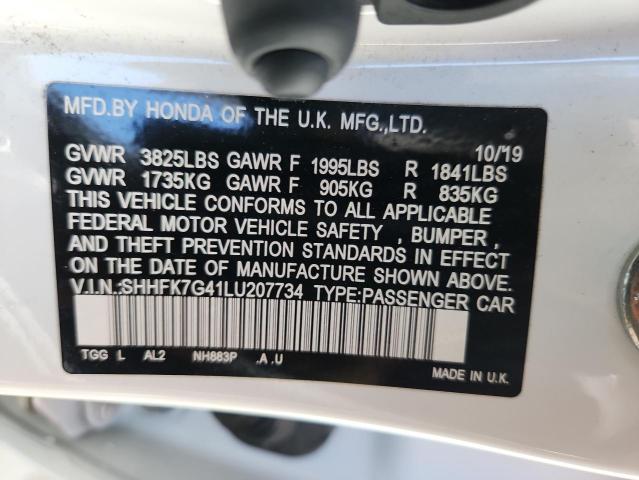 MFD.BY HONDA OF THE U.K. MFG.,LTD.
10/19
GVWR 3825LBS GAWR F 1995LBS R 1841LBS
GVWR 1735KG GAWR F 905KG R 835KG
THIS VEHICLE CONFORMS TO ALL APPLICABLE
FEDERAL MOTOR VEHICLE SAFETY , BUMPER ,
AND THEFT PREVENTION STANDARDS IN EFFECT
ON THE DATE OF MANUFACTURE SHOWN ABOVE.
V.I.N.:SHHFK7G41LU207734 TYPE:PASSENGER CAR
TGG L AL2 NH883P .A .U MADE IN U.K.